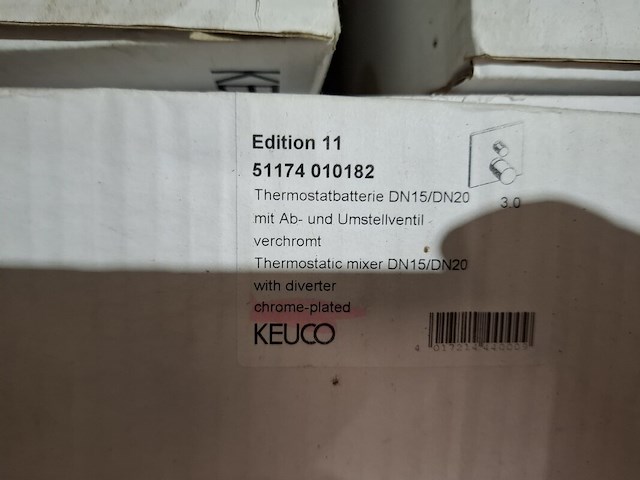 Edition 11
51174 010182
Thermostatbatterie DN15/DN20
mit Ab- und Umstellventil
verchromt
3.0
Thermostatic mixer DN15/DN20
with diverter
chrome-plated
KEUCO